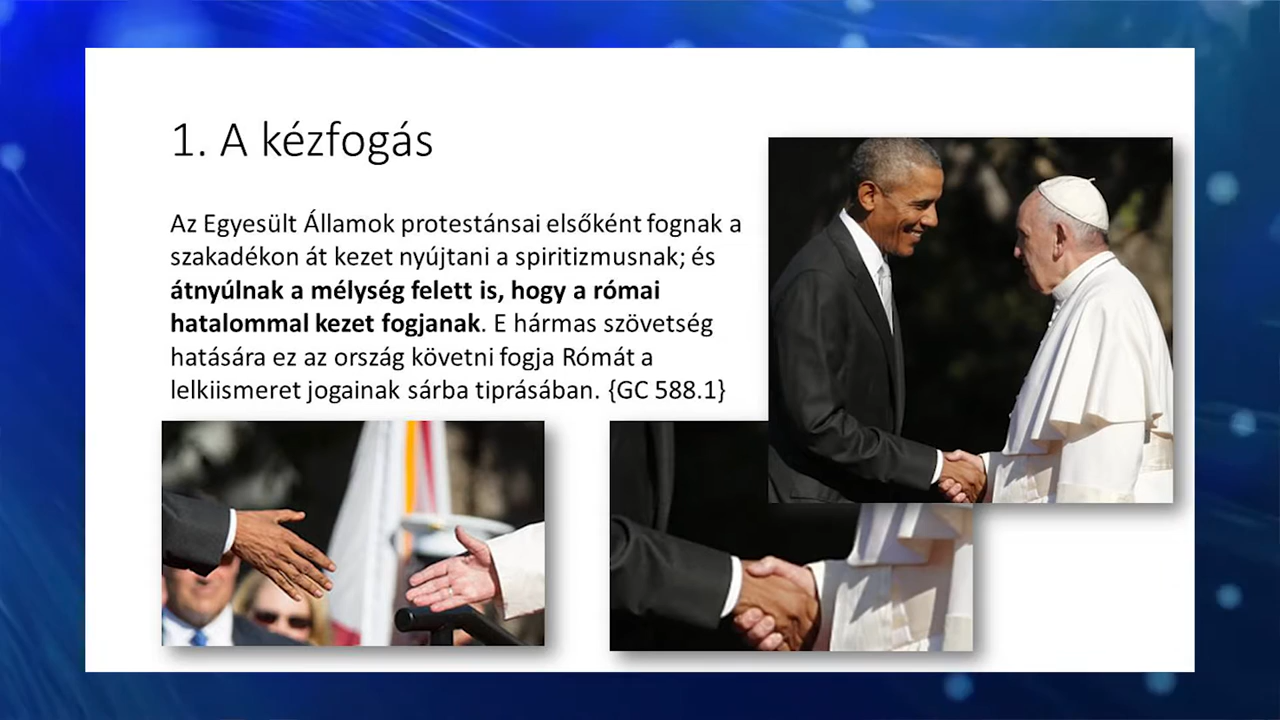 1. A kézfogás
Az Egyesült Államok protestánsai elsőként fognak a
szakadékon át kezet nyújtani a spiritizmusnak; és
átnyúlnak a mélység felett is, hogy a római
hatalommal kezet fogjanak. E hármas szövetség
hatására ez az ország követni fogja Rómát a
lelkiismeret jogainak sárba tiprásában. {GC 588.1}